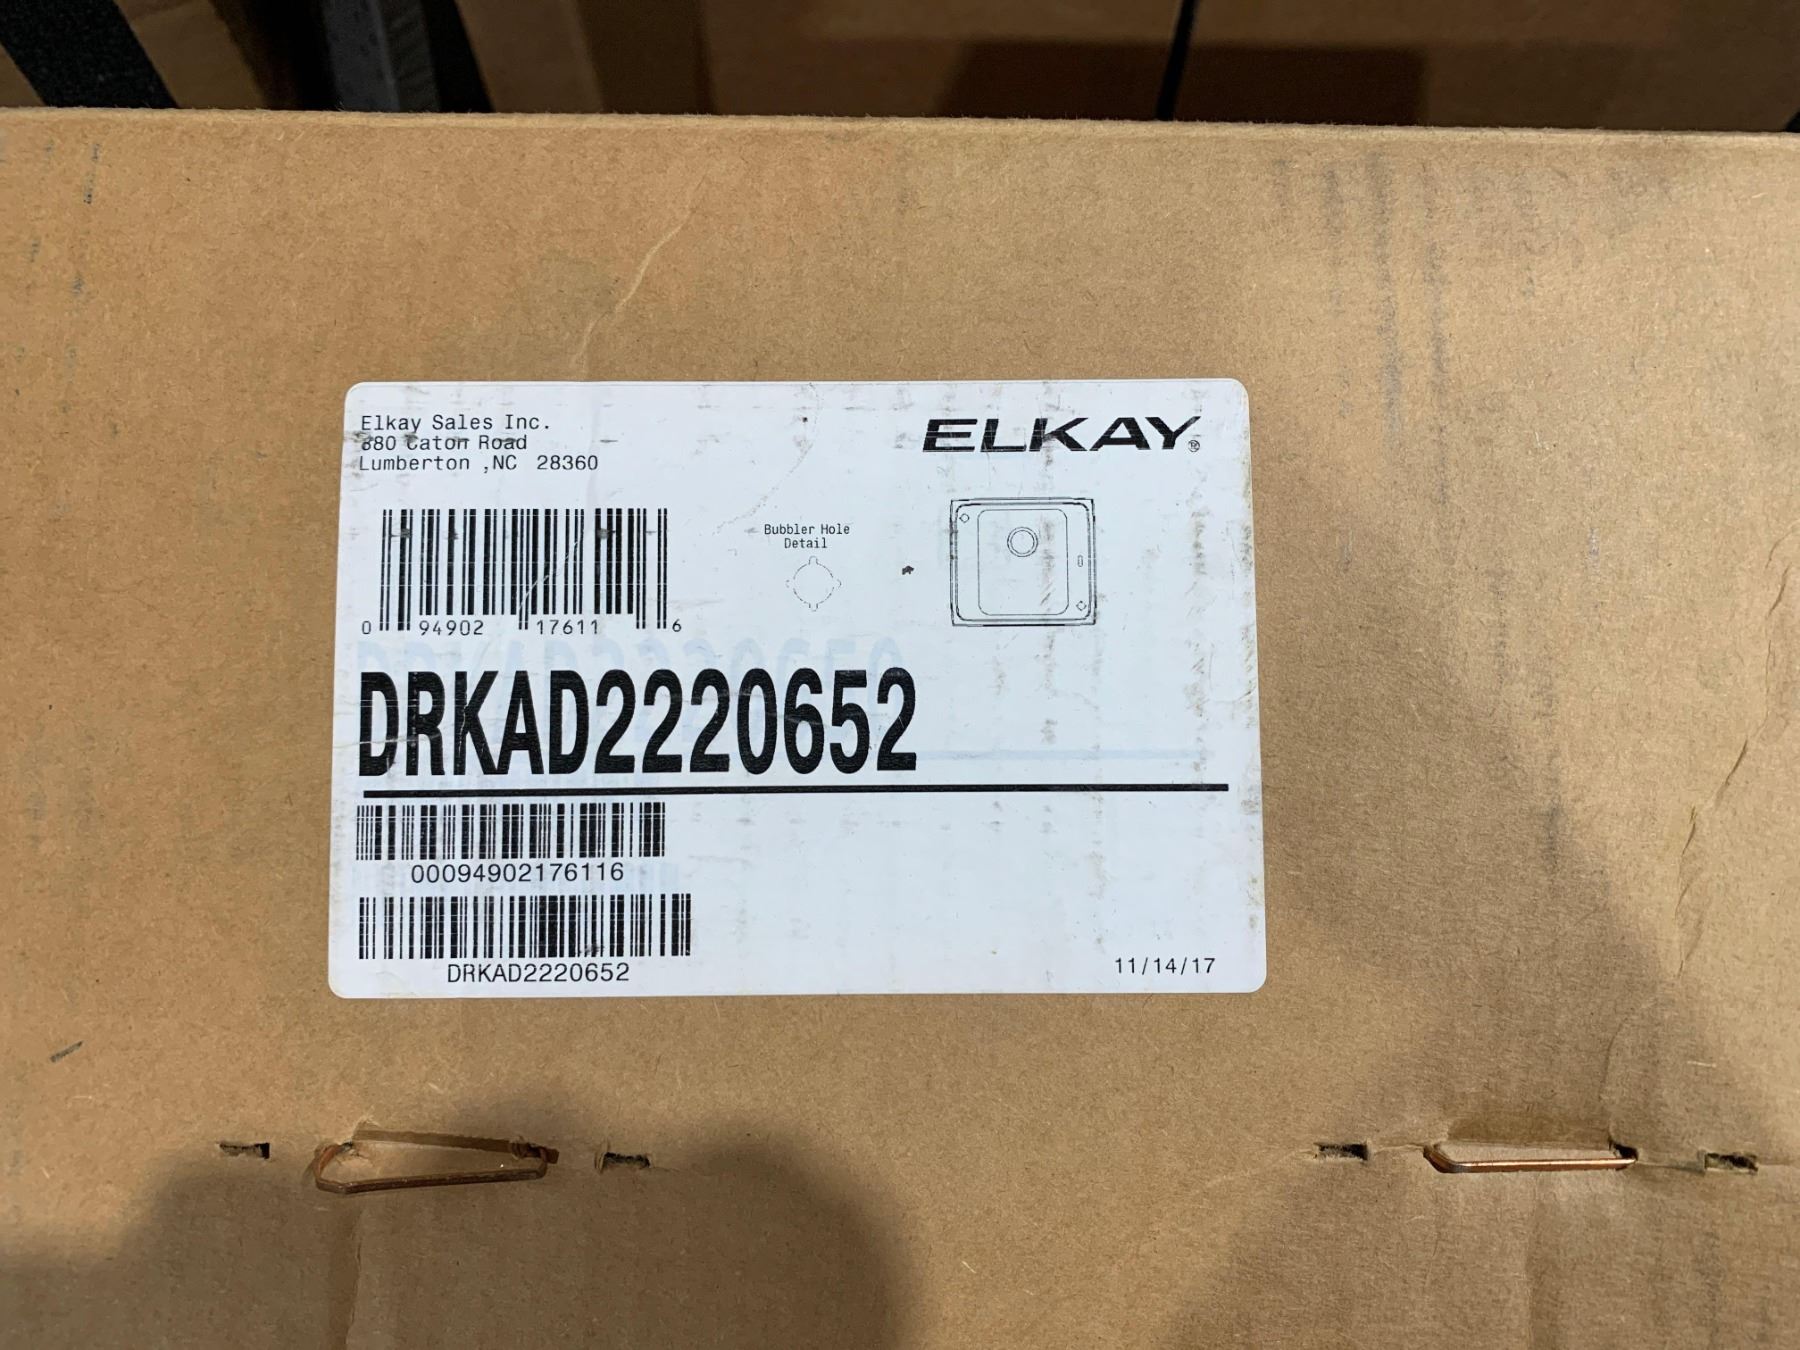 Elkay Sales Inc.
880 Caton Road
Lumberton ,NC 28360
ELKAY®
Bubbler Hole
Detail
0 94902 17611 6
DRKAD2220652
00094902176116
DRKAD2220652
11/14/17